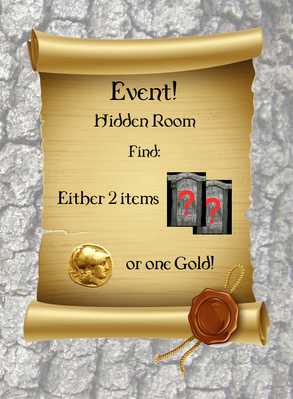 Event!
Hidden Room
Find:
Either 2 items
? ?
or one Gold!